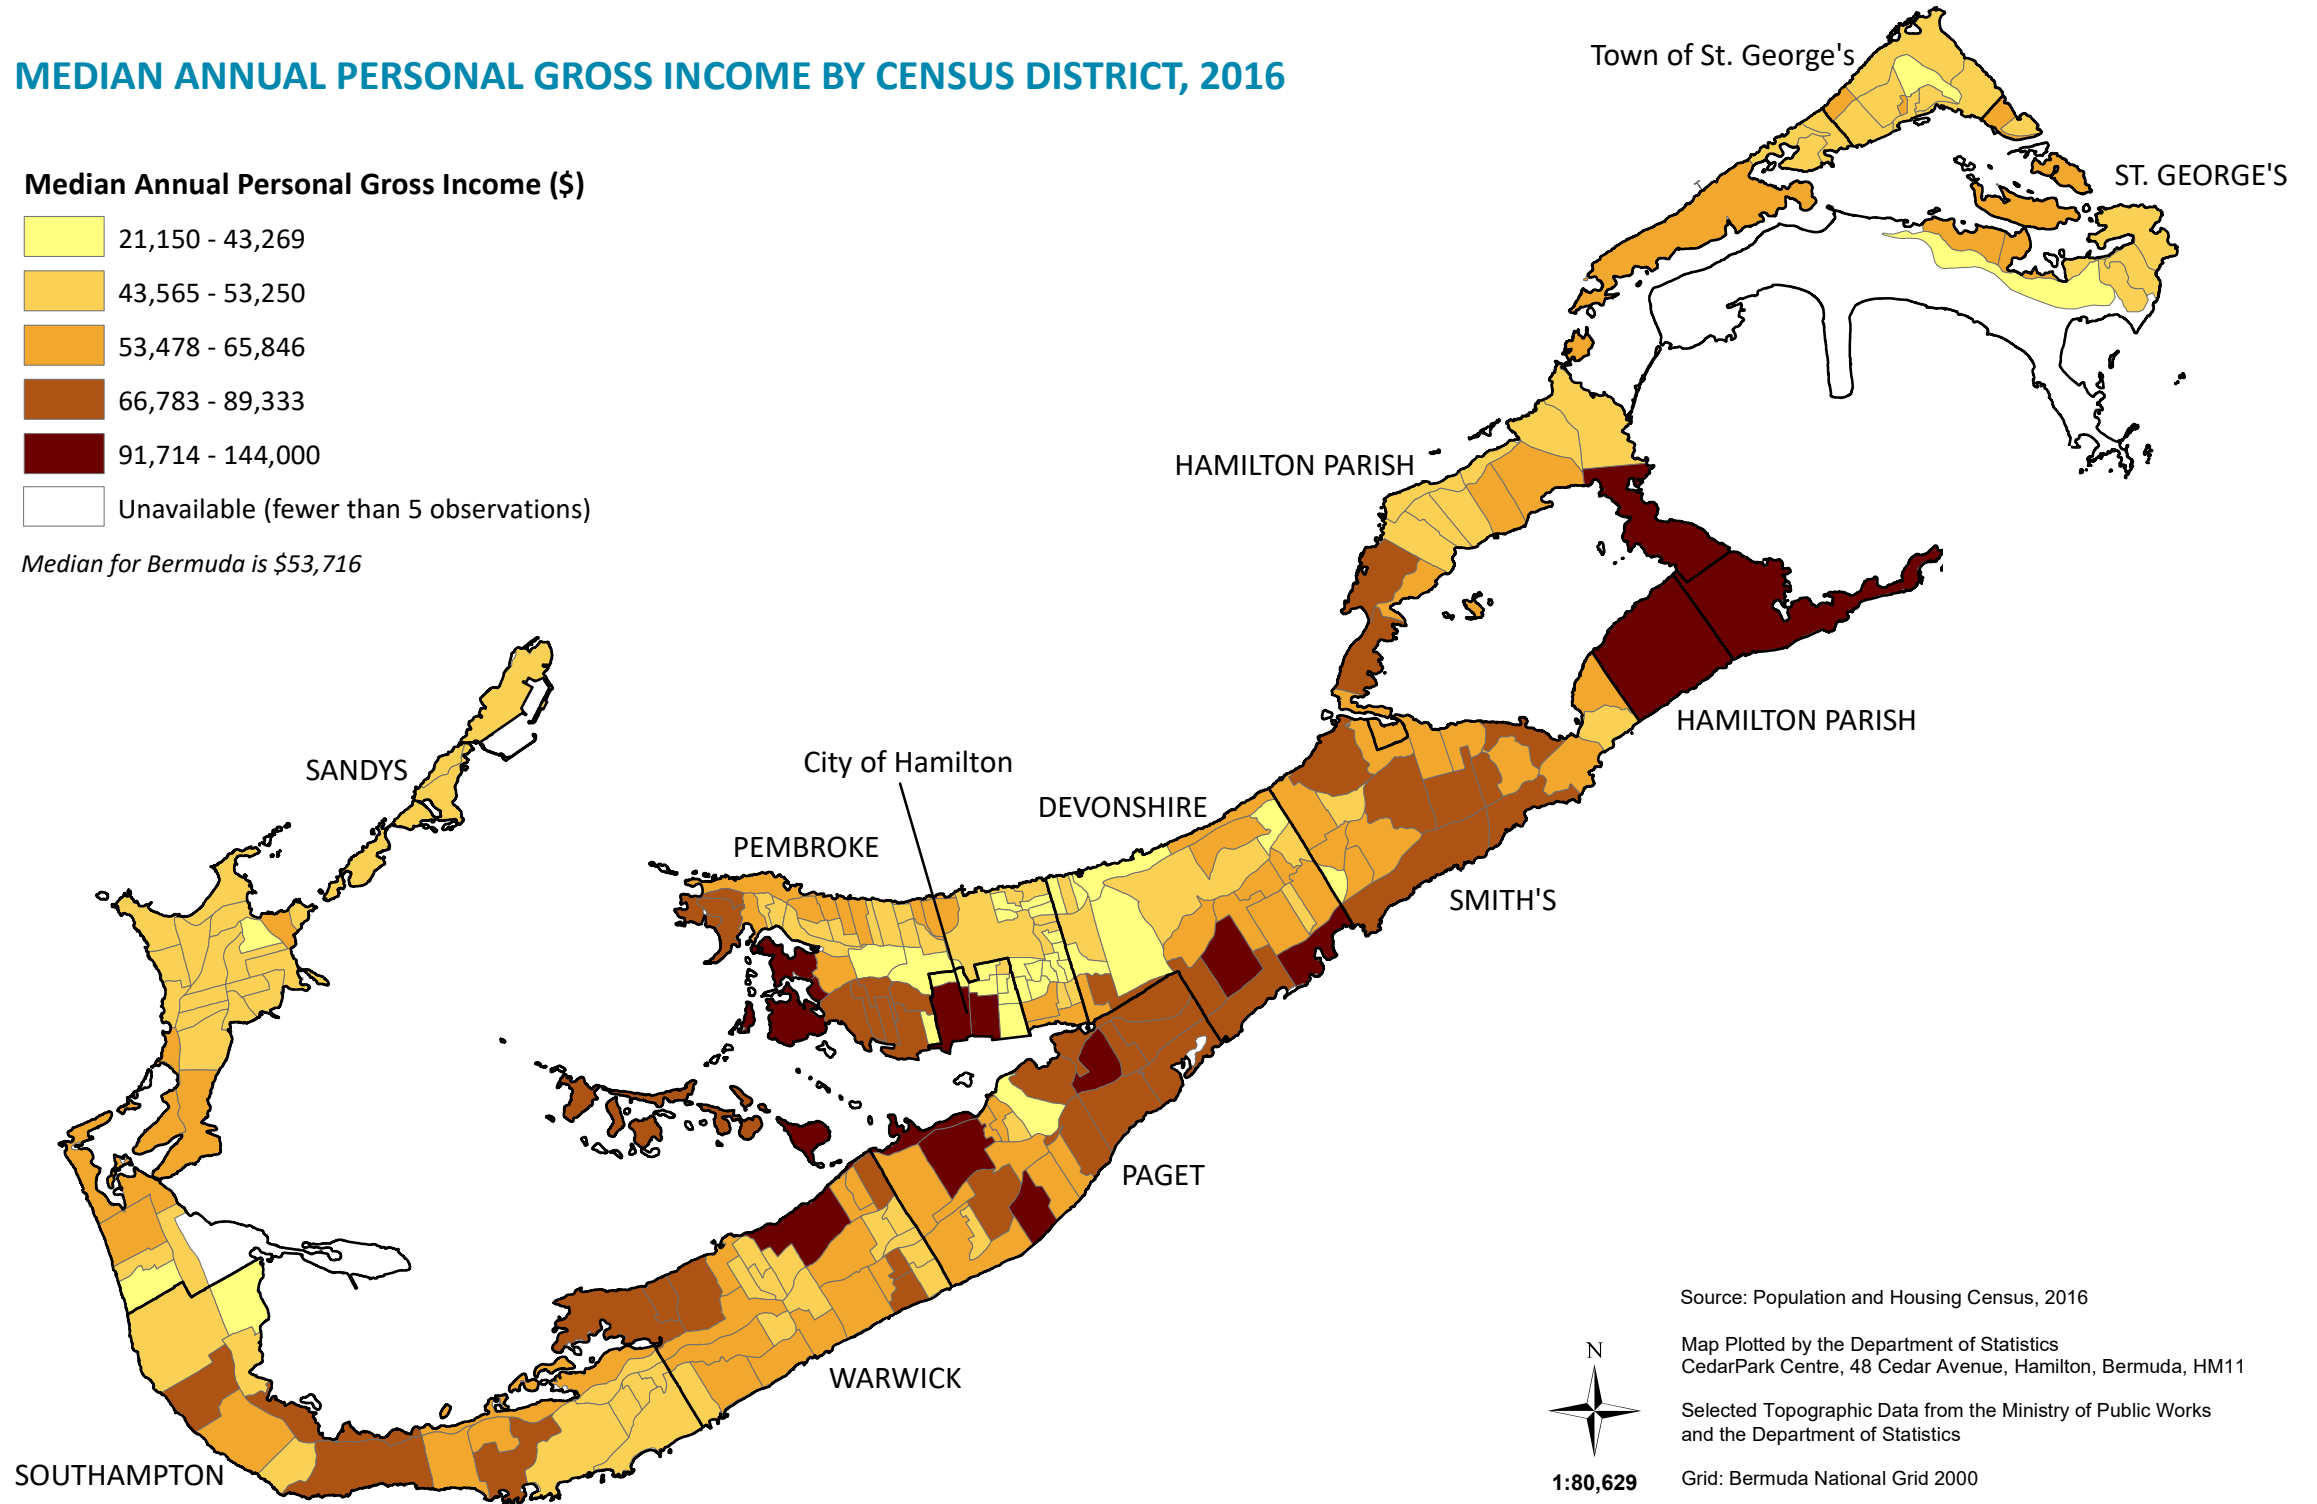 MEDIAN ANNUAL PERSONAL GROSS INCOME BY CENSUS DISTRICT, 2016
Median Annual Personal Gross Income ($)
21,150 - 43,269
43,565 - 53,250
53,478 - 65,846
66,783 - 89,333
91,714 - 144,000
Unavailable (fewer than 5 observations)
Median for Bermuda is $53,716
Town of St. George's
ST. GEORGE'S
HAMILTON PARISH
HAMILTON PARISH
SANDYS
City of Hamilton
DEVONSHIRE
PEMBROKE
SMITH'S
PAGET
WARWICK
SOUTHAMPTON
Source: Population and Housing Census, 2016
Map Plotted by the Department of Statistics
CedarPark Centre, 48 Cedar Avenue, Hamilton, Bermuda, HM11
Selected Topographic Data from the Ministry of Public Works
and the Department of Statistics
Grid: Bermuda National Grid 2000
N
1:80,629